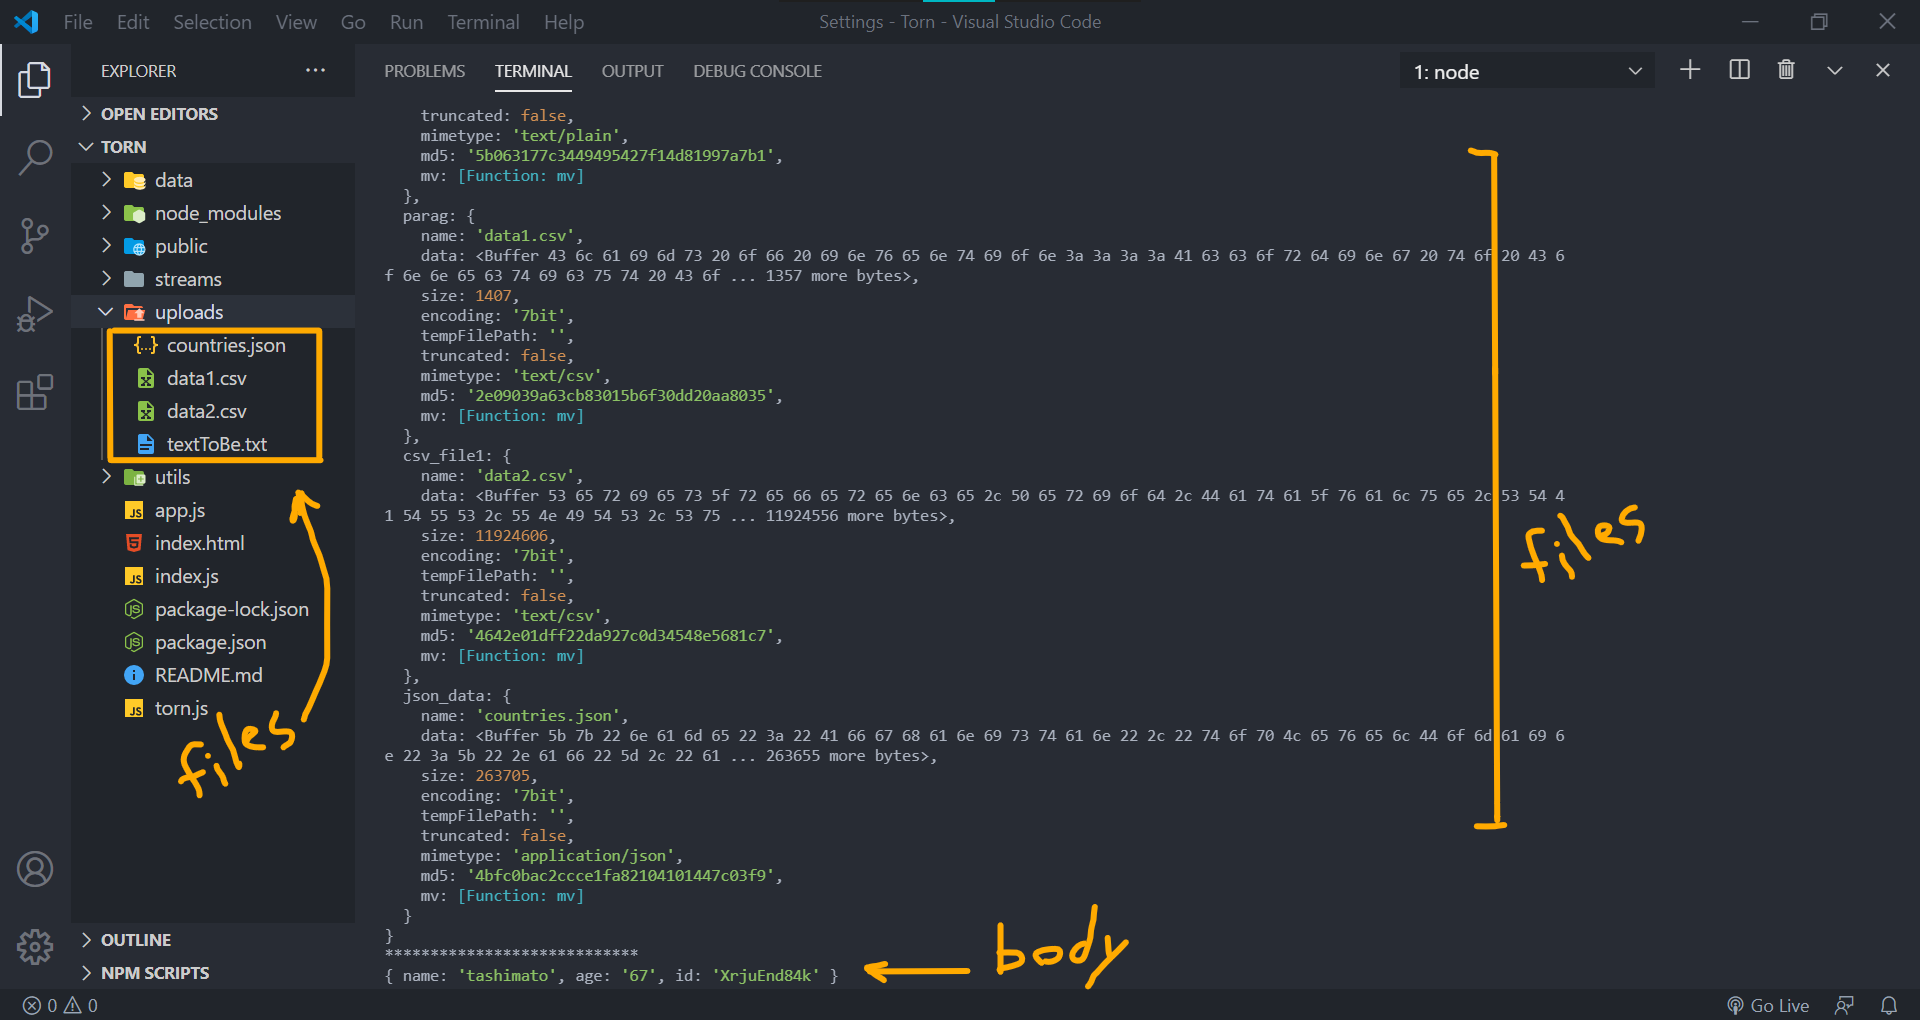 File Edit Selection View Go Run Terminal Help
Settings - Torn - Visual Studio Code
EXPLORER
OPEN EDITORS
TORN
data
node_modules
public
streams
uploads
countries.json
data1.csv
data2.csv
textToBe.txt
utils
app.js
index.html
index.js
package-lock.json
package.json
README.md
torn.js
files
OUTLINE
NPM SCRIPTS
PROBLEMS TERMINAL OUTPUT DEBUG CONSOLE
1: node
truncated: false,
mimetype: 'text/plain',
md5: '5b063177c3449495427f14d81997a7b1',
mv: [Function: mv]
},
parag: {
name: 'data1.csv',
data: <Buffer 43 6c 61 69 6d 73 20 6f 66 20 69 6e 76 65 6e 74 69 6f 6e 3a 3a 3a 3a 41 63 63 6f 72 64 69 6e 67 20 74 6f 20 43 6
f 6e 6e 65 63 74 69 63 75 74 20 43 6f ... 1357 more bytes>,
size: 1407,
encoding: '7bit',
tempFilePath: '',
truncated: false,
mimetype: 'text/csv',
md5: '2e09039a63cb83015b6f30dd20aa8035',
mv: [Function: mv]
},
csv_file1: {
name: 'data2.csv',
data: <Buffer 53 65 72 69 65 73 5f 72 65 66 65 72 65 6e 63 65 2c 50 65 72 69 6f 64 2c 44 61 74 61 5f 76 61 6c 75 65 2c 53 54 4
1 54 55 53 2c 55 4e 49 54 53 2c 53 75 ... 11924556 more bytes>,
size: 11924606,
encoding: '7bit',
tempFilePath: '',
truncated: false,
mimetype: 'text/csv',
md5: '4642e01dff22da927c0d34548e5681c7',
mv: [Function: mv]
},
json_data: {
name: 'countries.json',
data: <Buffer 5b 7b 22 6e 61 6d 65 22 3a 22 41 66 67 68 61 6e 69 73 74 61 6e 22 2c 22 74 6f 70 4c 65 76 65 6c 44 6f 6d 61 69 6
e 22 3a 5b 22 2e 61 66 22 5d 2c 22 61 ... 263655 more bytes>,
size: 263705,
encoding: '7bit',
tempFilePath: '',
truncated: false,
mimetype: 'application/json',
md5: '4bfc0bac2ccce1fa82104101447c03f9',
mv: [Function: mv]
}
}
****************************
{ name: 'tashimato', age: '67', id: 'XrjuEnd84k' }
files
body
0 0
Go Live